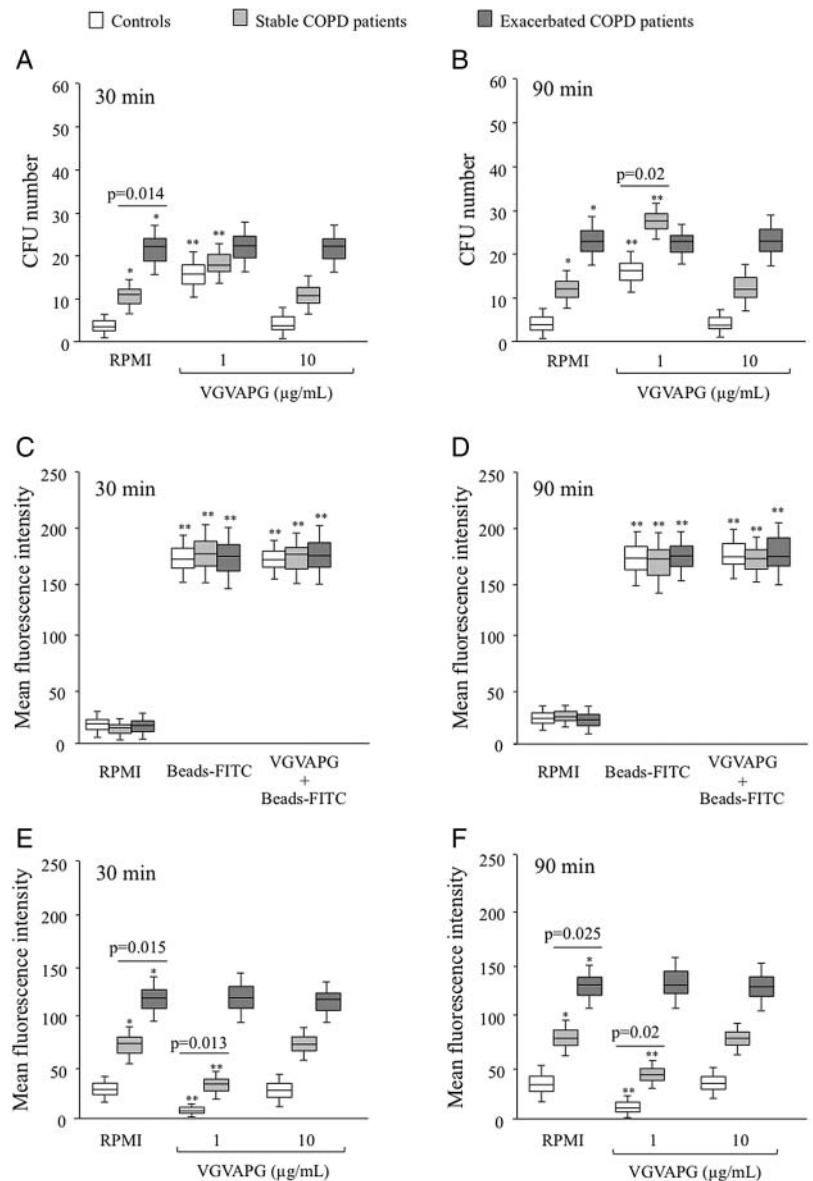 Controls
Stable COPD patients
Exacerbated COPD patients
A
30 min
CFU number
60
50
40
30
20
10
0
p=0.014
*
*
**
**
RPMI
1
10
VGVAPG (µg/mL)
B
90 min
CFU number
60
50
40
30
20
10
0
p=0.02
*
*
**
**
RPMI
1
10
VGVAPG (µg/mL)
C
30 min
Mean fluorescence intensity
250
200
150
100
50
0
** ** **
** ** **
RPMI
Beads-FITC
VGVAPG
+
Beads-FITC
D
90 min
Mean fluorescence intensity
250
200
150
100
50
0
** ** **
** ** **
RPMI
Beads-FITC
VGVAPG
+
Beads-FITC
E
30 min
Mean fluorescence intensity
250
200
150
100
50
0
p=0.015
*
*
p=0.013
**
**
RPMI
1
10
VGVAPG (µg/mL)
F
90 min
Mean fluorescence intensity
250
200
150
100
50
0
p=0.025
*
*
p=0.02
**
**
RPMI
1
10
VGVAPG (µg/mL)